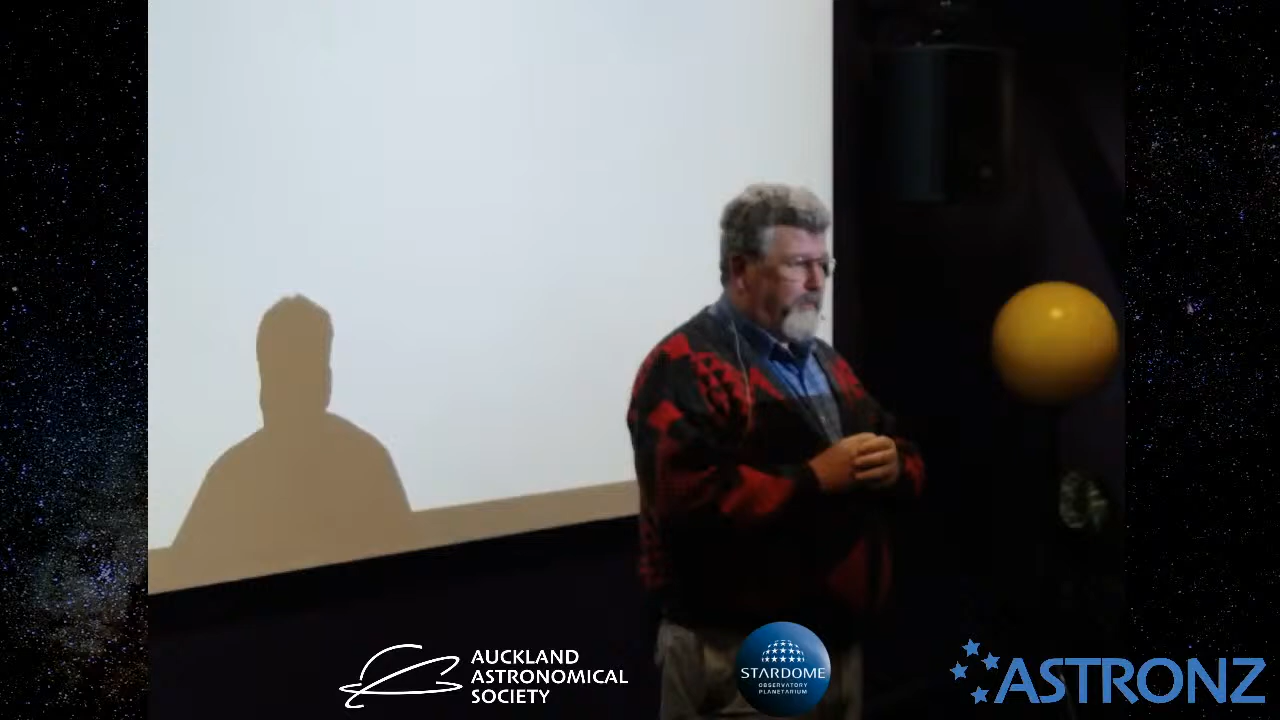 AUCKLAND
ASTRONOMICAL
SOCIETY
STARDOME
OBSERVATORY
PLANETARIUM
ASTRONZ